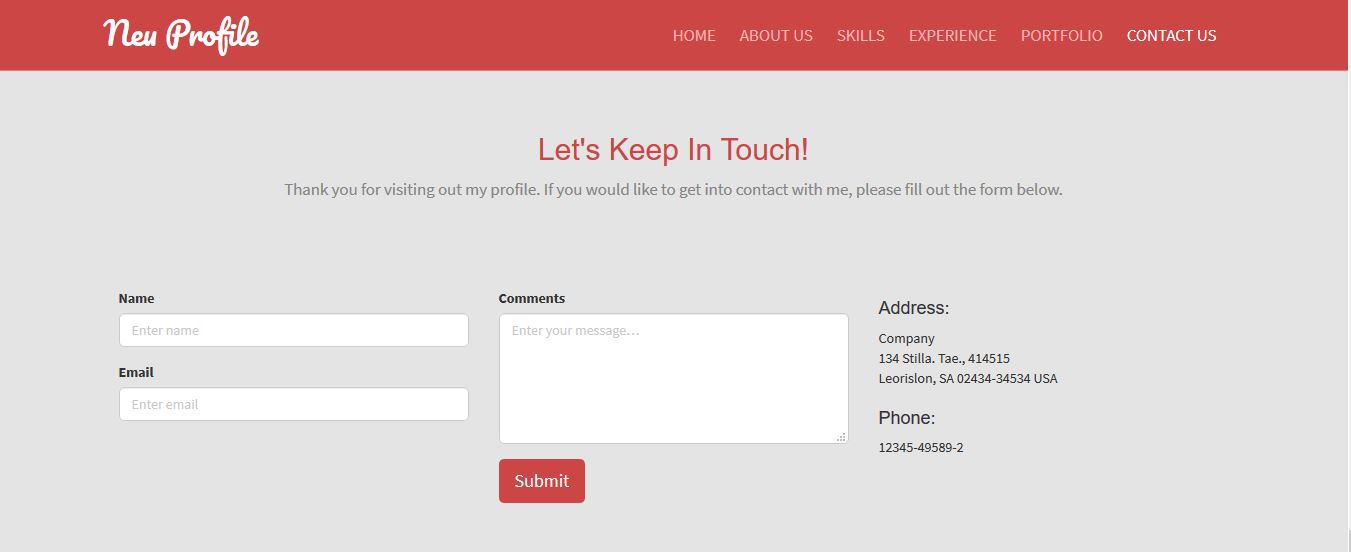 Neu Profile
HOME ABOUT US SKILLS EXPERIENCE PORTFOLIO CONTACT US
Let's Keep In Touch!
Thank you for visiting out my profile. If you would like to get into contact with me, please fill out the form below.
Name
Enter name
Email
Enter email
Comments
Enter your message...
Submit
Address:
Company
134 Stilla. Tae., 414515
Leorislon, SA 02434-34534 USA
Phone:
12345-49589-2